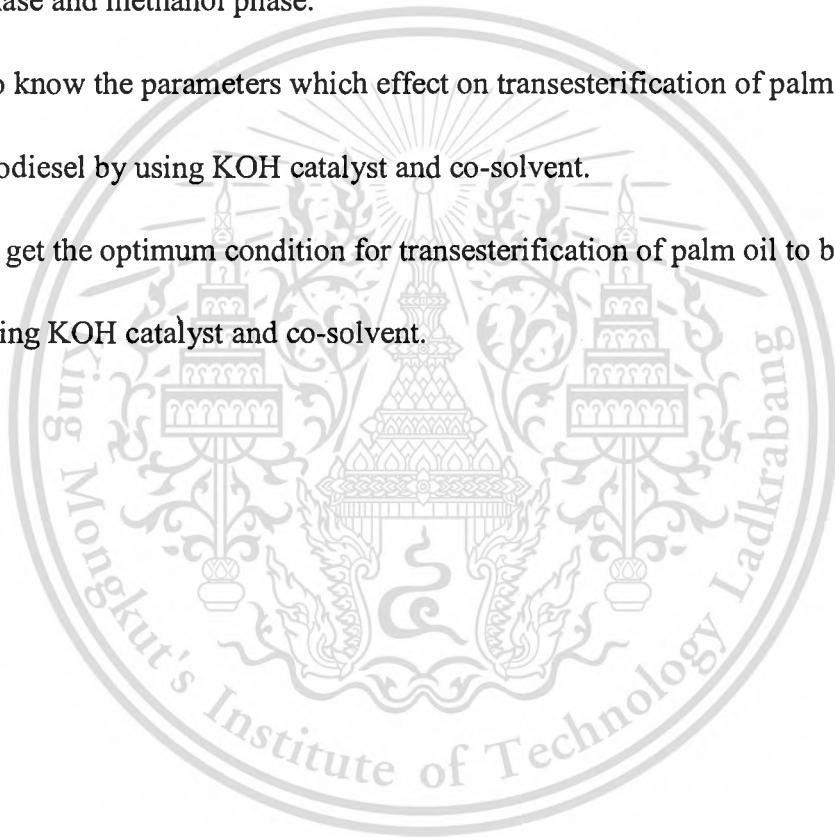 ase and methanol phase.
o know the parameters which effect on transesterification of palm
odiesel by using KOH catalyst and co-solvent.
get the optimum condition for transesterification of palm oil to b
ing KOH catalyst and co-solvent.
King Mongkut's Institute of Technology Ladkrabang